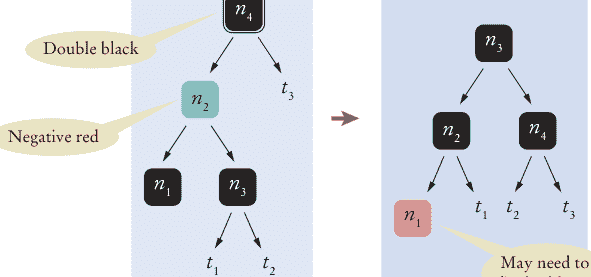 n4
n3
Double black
n2
t3
n2
n4
Negative red
n1
n3
n1
t1
t2
t3
t1
t2
May need to